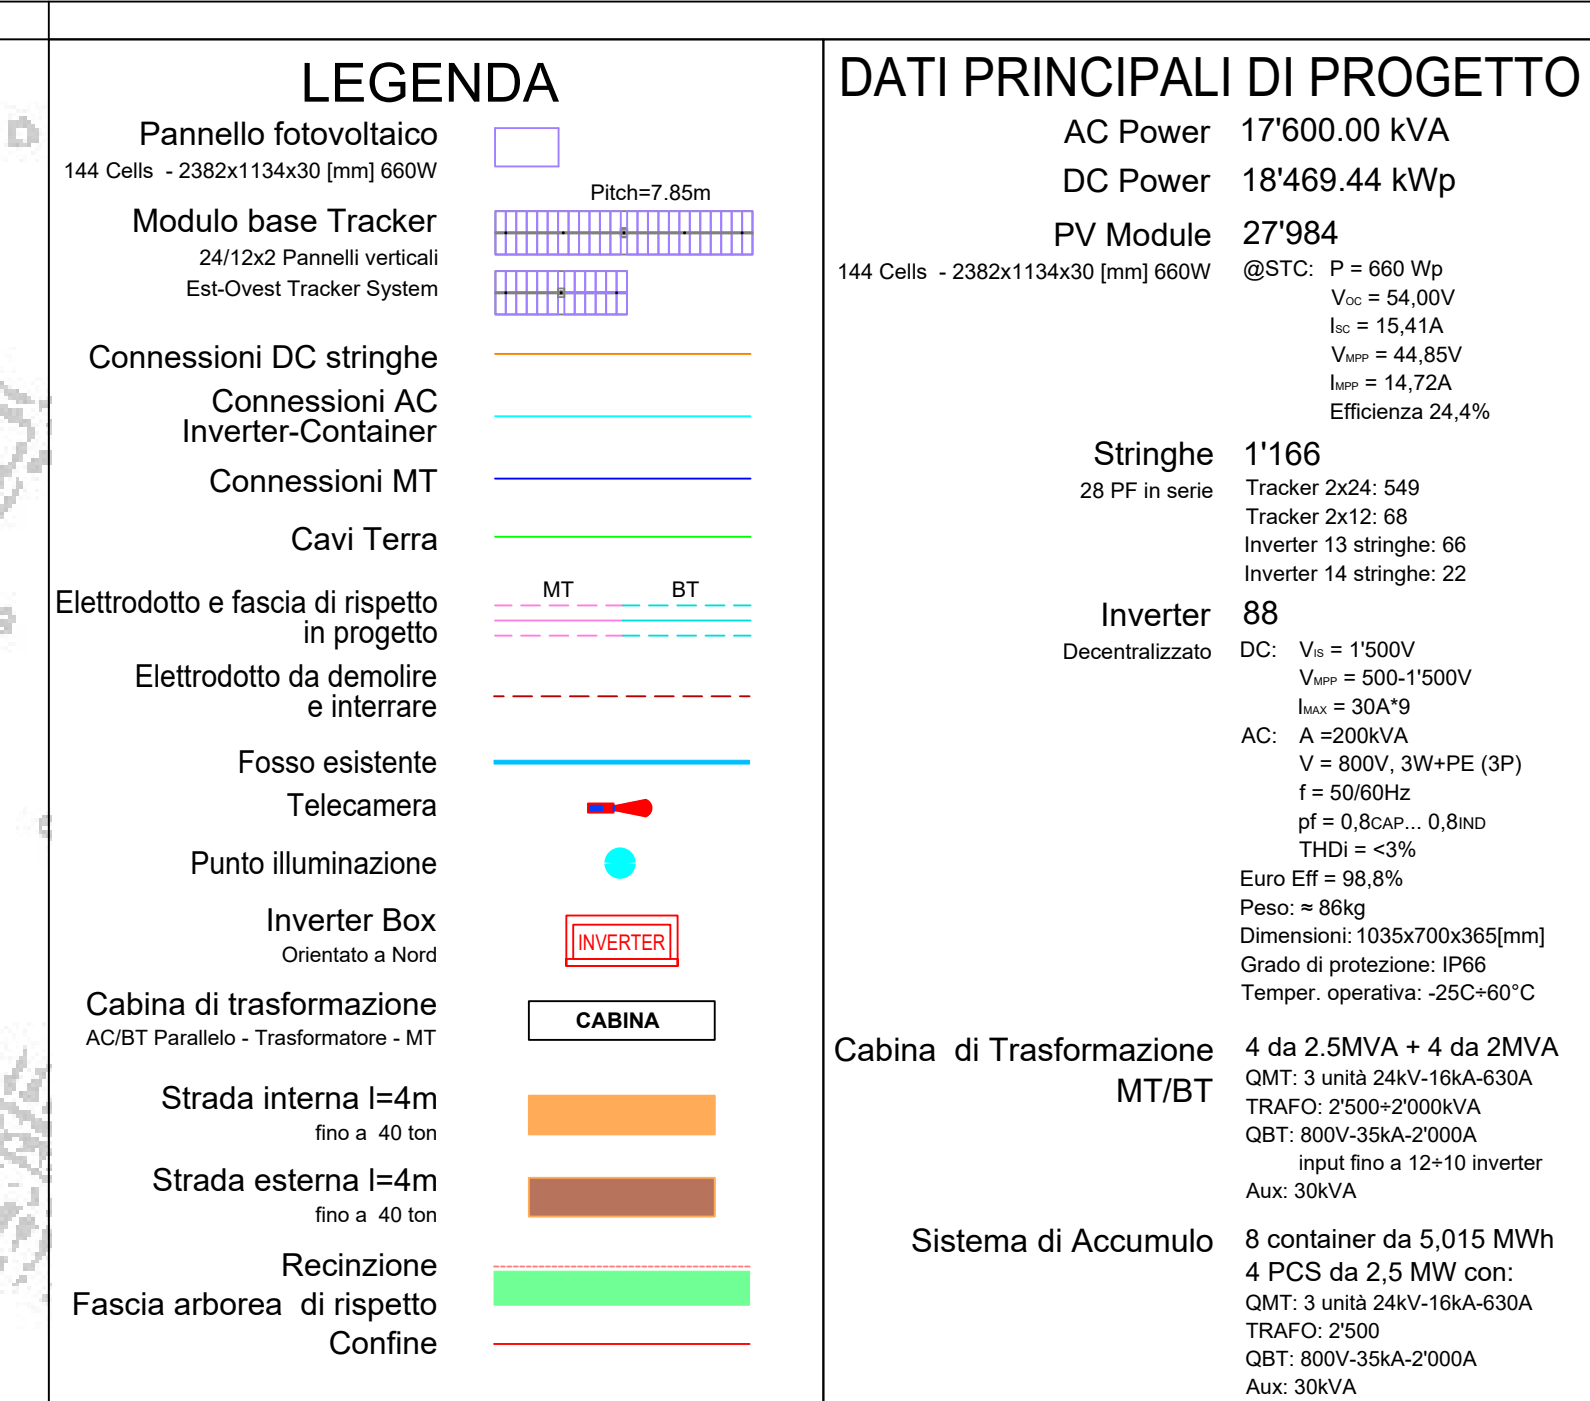 LEGENDA
Pannello fotovoltaico
144 Cells - 2382x1134x30 [mm] 660W
Pitch=7.85m
Modulo base Tracker
24/12x2 Pannelli verticali
Est-Ovest Tracker System
Connessioni DC stringhe
Connessioni AC
Inverter-Container
Connessioni MT
Cavi Terra
MT BT
Elettrodotto e fascia di rispetto
in progetto
Elettrodotto da demolire
e interrare
Fosso esistente
Telecamera
Punto illuminazione
Inverter Box
Orientato a Nord
INVERTER
Cabina di trasformazione
AC/BT Parallelo - Trasformatore - MT
CABINA
Strada interna l=4m
fino a 40 ton
Strada esterna l=4m
fino a 40 ton
Recinzione
Fascia arborea di rispetto
Confine
DATI PRINCIPALI DI PROGETTO
AC Power 17'600.00 kVA
DC Power 18'469.44 kWp
PV Module 27'984
144 Cells - 2382x1134x30 [mm] 660W @STC: P = 660 Wp
VOC = 54,00V
ISC = 15,41A
VMPP = 44,85V
IMPP = 14,72A
Efficienza 24,4%
Stringhe 1'166
28 PF in serie Tracker 2x24: 549
Tracker 2x12: 68
Inverter 13 stringhe: 66
Inverter 14 stringhe: 22
Inverter 88
Decentralizzato DC: VIS = 1'500V
VMPP = 500-1'500V
IMAX = 30A*9
AC: A =200kVA
V = 800V, 3W+PE (3P)
f = 50/60Hz
pf = 0,8CAP... 0,8IND
THDi = <3%
Euro Eff = 98,8%
Peso: ≈ 86kg
Dimensioni: 1035x700x365[mm]
Grado di protezione: IP66
Temper. operativa: -25C÷60°C
Cabina di Trasformazione 4 da 2.5MVA + 4 da 2MVA
MT/BT QMT: 3 unità 24kV-16kA-630A
TRAFO: 2'500÷2'000kVA
QBT: 800V-35kA-2'000A
input fino a 12÷10 inverter
Aux: 30kVA
Sistema di Accumulo 8 container da 5,015 MWh
4 PCS da 2,5 MW con:
QMT: 3 unità 24kV-16kA-630A
TRAFO: 2'500
QBT: 800V-35kA-2'000A
Aux: 30kVA